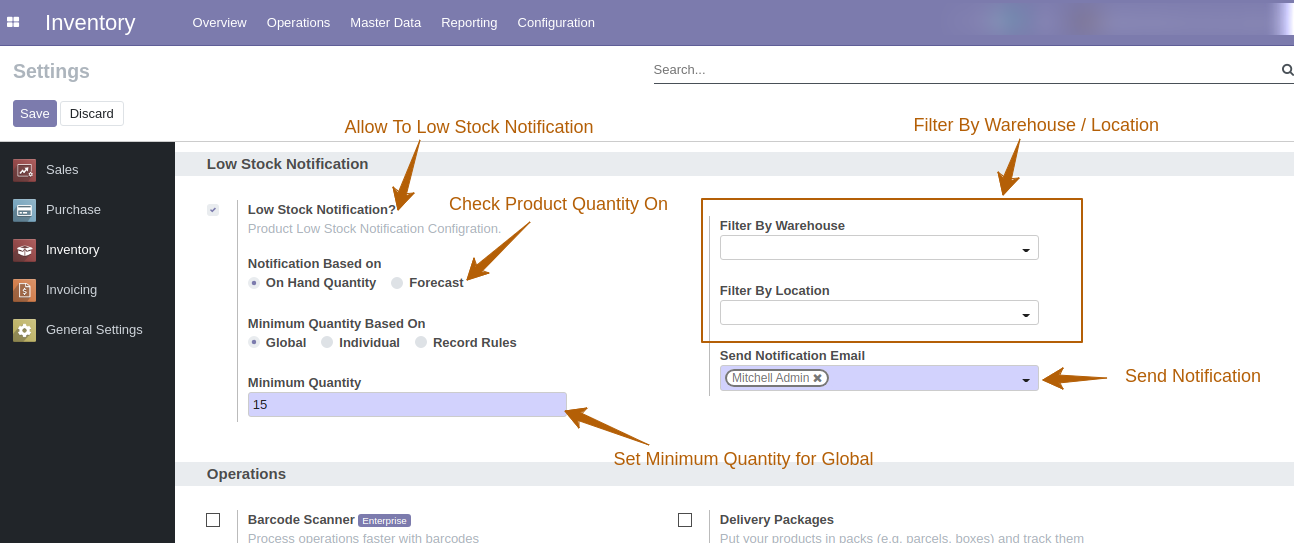 Inventory Overview Operations Master Data Reporting Configuration
Settings
Search...
Save Discard
Allow To Low Stock Notification
Filter By Warehouse / Location
Sales
Purchase
Inventory
Invoicing
General Settings
Low Stock Notification
Low Stock Notification?
Product Low Stock Notification Configration.
Check Product Quantity On
Notification Based on
On Hand Quantity Forecast
Minimum Quantity Based On
Global Individual Record Rules
Minimum Quantity
15
Set Minimum Quantity for Global
Filter By Warehouse
Filter By Location
Send Notification Email
Mitchell Admin
Send Notification
Operations
Barcode Scanner Enterprise
Process operations faster with barcodes
Delivery Packages
Put your products in packs (e.g. parcels, boxes) and track them